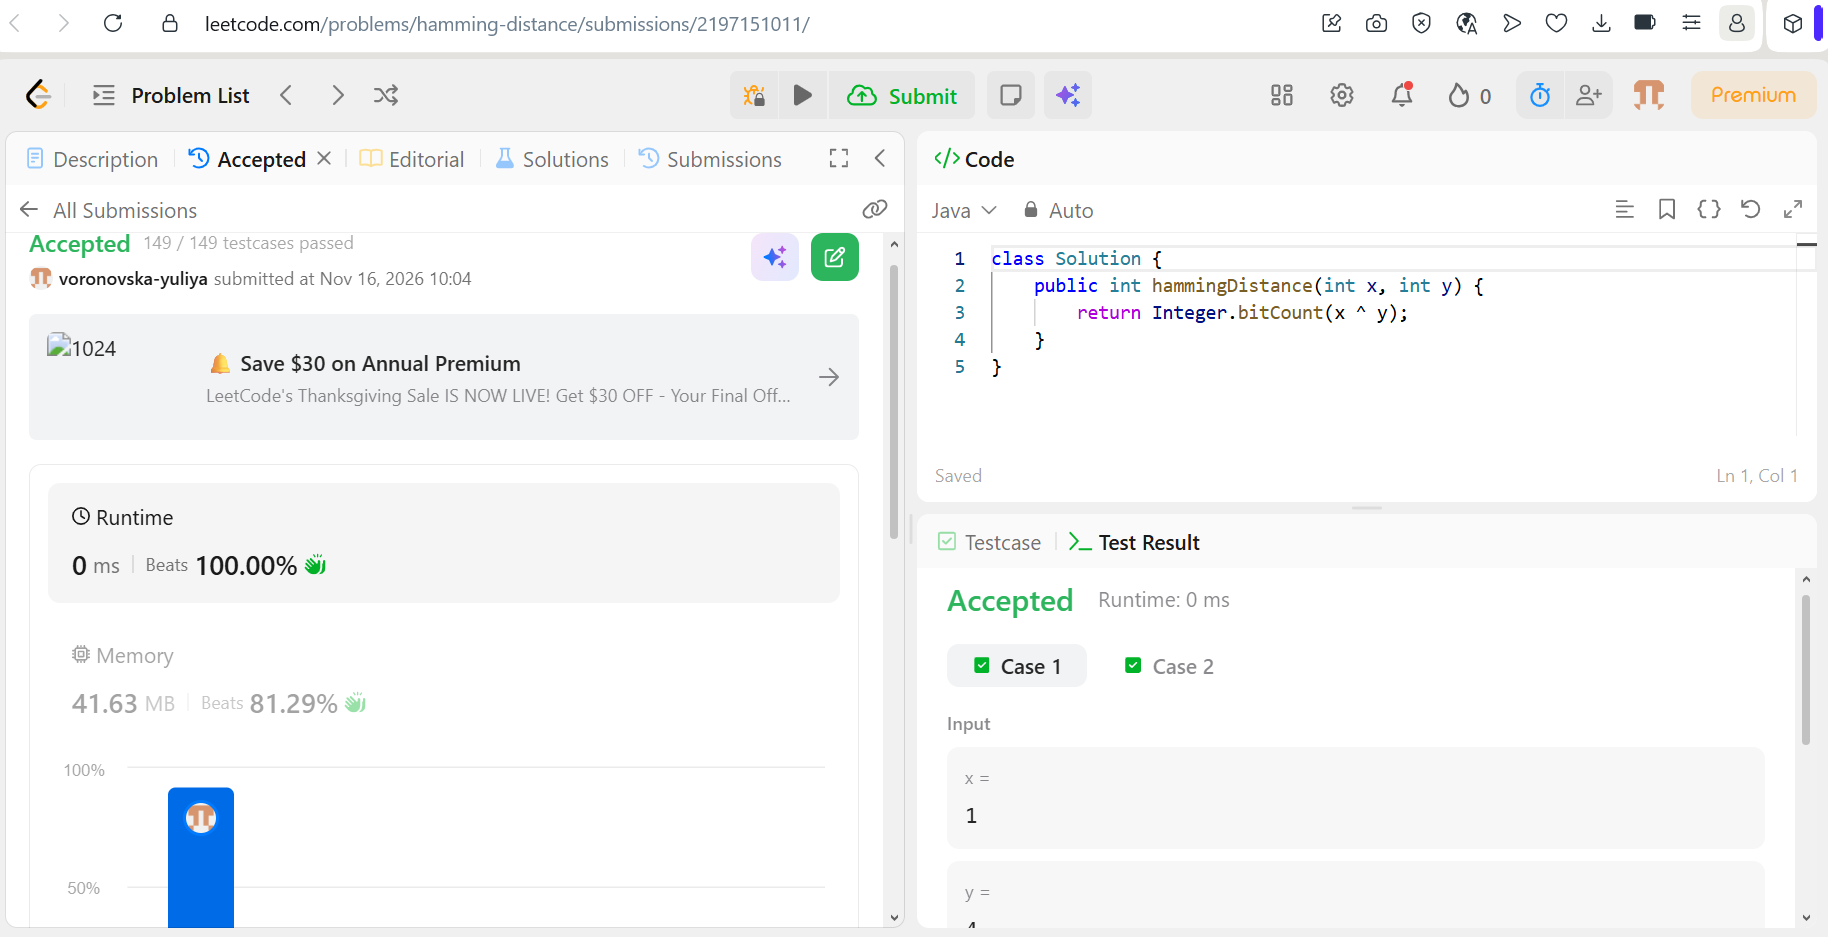 leetcode.com/problems/hamming-distance/submissions/2197151011/
Problem List
Submit
0
Premium
Description
Accepted
Editorial
Solutions
Submissions
All Submissions
Accepted 149 / 149 testcases passed
voronovska-yuliya submitted at Nov 16, 2026 10:04
1024
Save $30 on Annual Premium
LeetCode's Thanksgiving Sale IS NOW LIVE! Get $30 OFF - Your Final Off...
Runtime
0 ms Beats 100.00%
Memory
41.63 MB Beats 81.29%
100%
50%
</> Code
Java Auto
1 class Solution {
2 public int hammingDistance(int x, int y) {
3 return Integer.bitCount(x ^ y);
4 }
5 }
Saved Ln 1, Col 1
Testcase
Test Result
Accepted Runtime: 0 ms
Case 1 Case 2
Input
x =
1
y =